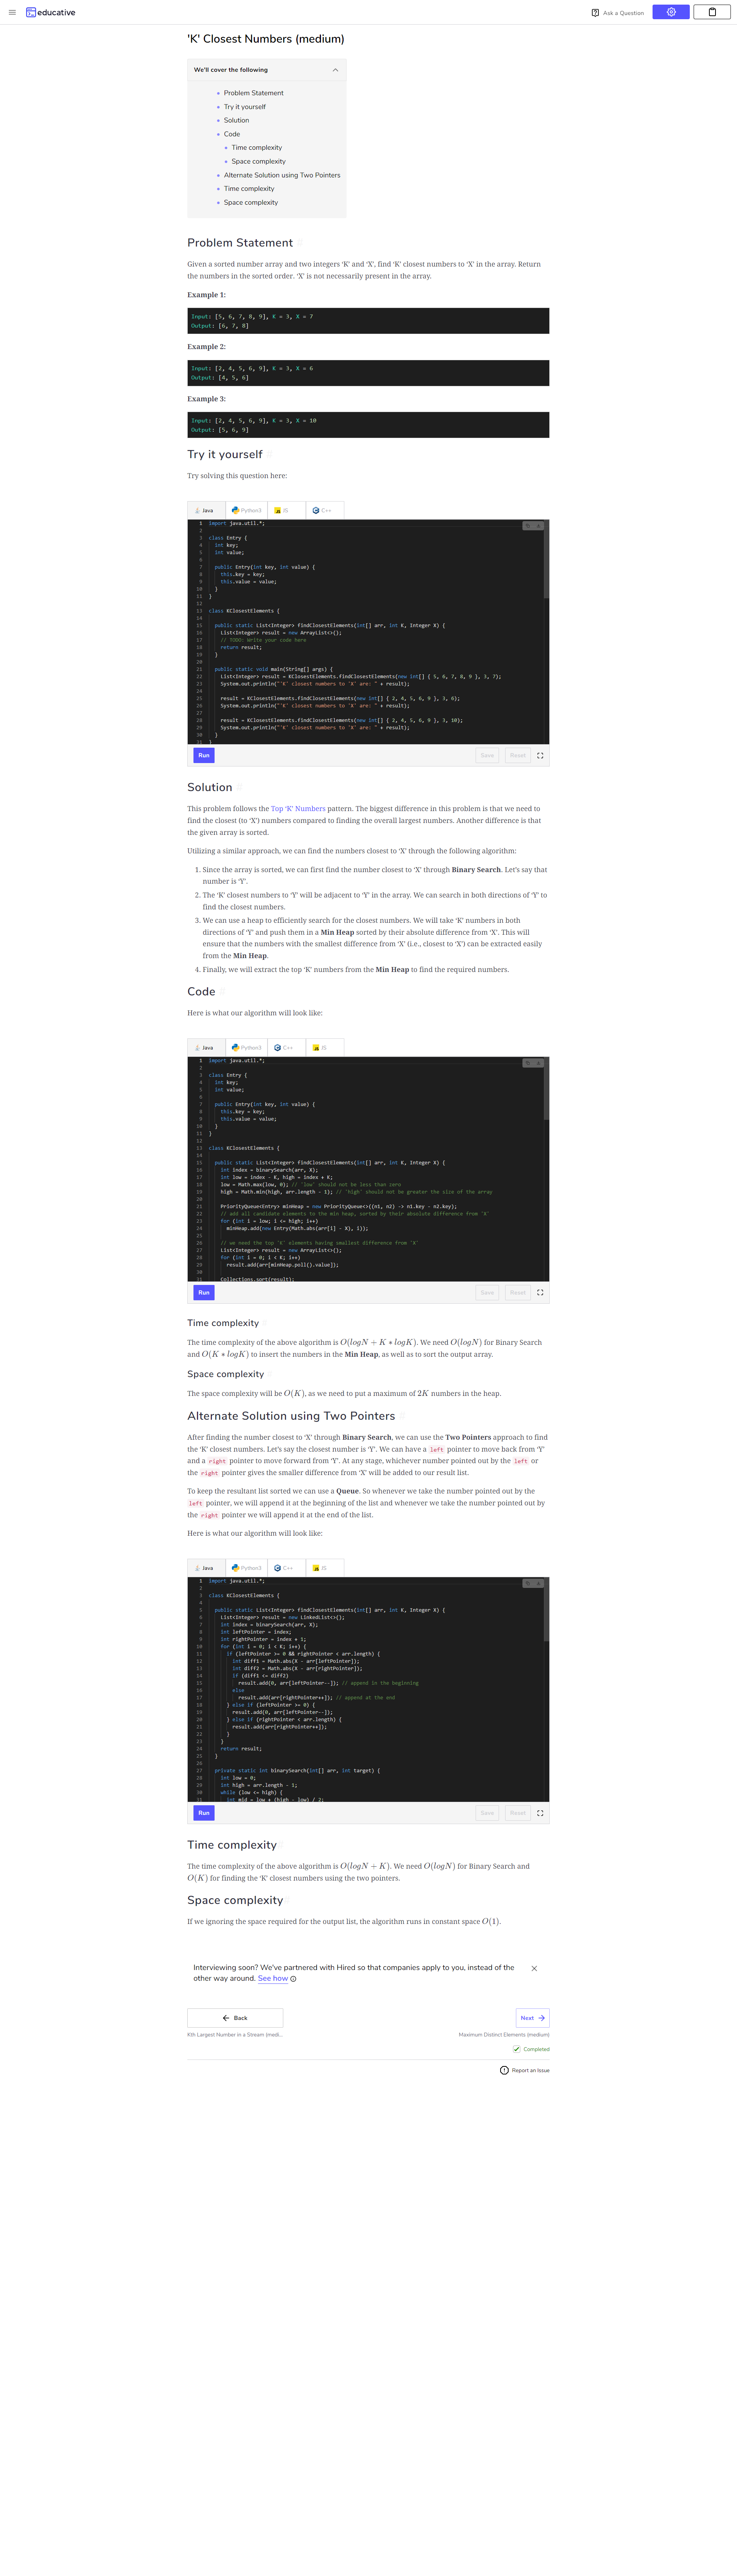 educative
Ask a Question
'K' Closest Numbers (medium)
We'll cover the following
Problem Statement
Try it yourself
Solution
Code
Time complexity
Space complexity
Alternate Solution using Two Pointers
Time complexity
Space complexity
Problem Statement
Given a sorted number array and two integers ‘K’ and ‘X’, find ‘K’ closest numbers to ‘X’ in the array. Return
the numbers in the sorted order. ‘X’ is not necessarily present in the array.
Example 1:
Input: [5, 6, 7, 8, 9], K = 3, X = 7
Output: [6, 7, 8]
Example 2:
Input: [2, 4, 5, 6, 9], K = 3, X = 6
Output: [4, 5, 6]
Example 3:
Input: [2, 4, 5, 6, 9], K = 3, X = 10
Output: [5, 6, 9]
Try it yourself
Try solving this question here:
Java Python3 JS C++
1 import java.util.*;
2
3 class Entry {
4 int key;
5 int value;
6
7 public Entry(int key, int value) {
8 this.key = key;
9 this.value = value;
10 }
11 }
12
13 class KClosestElements {
14
15 public static List<Integer> findClosestElements(int[] arr, int K, Integer X) {
16 List<Integer> result = new ArrayList<>();
17 // TODO: Write your code here
18 return result;
19 }
20
21 public static void main(String[] args) {
22 List<Integer> result = KClosestElements.findClosestElements(new int[] { 5, 6, 7, 8, 9 }, 3, 7);
23 System.out.println("'K' closest numbers to 'X' are: " + result);
24
25 result = KClosestElements.findClosestElements(new int[] { 2, 4, 5, 6, 9 }, 3, 6);
26 System.out.println("'K' closest numbers to 'X' are: " + result);
27
28 result = KClosestElements.findClosestElements(new int[] { 2, 4, 5, 6, 9 }, 3, 10);
29 System.out.println("'K' closest numbers to 'X' are: " + result);
30 }
31 }
Run Save Reset
Solution
This problem follows the Top ‘K’ Numbers pattern. The biggest difference in this problem is that we need to
find the closest (to ‘X’) numbers compared to finding the overall largest numbers. Another difference is that
the given array is sorted.
Utilizing a similar approach, we can find the numbers closest to ‘X’ through the following algorithm:
1. Since the array is sorted, we can first find the number closest to ‘X’ through Binary Search. Let’s say that
number is ‘Y’.
2. The ‘K’ closest numbers to ‘Y’ will be adjacent to ‘Y’ in the array. We can search in both directions of ‘Y’ to
find the closest numbers.
3. We can use a heap to efficiently search for the closest numbers. We will take ‘K’ numbers in both
directions of ‘Y’ and push them in a Min Heap sorted by their absolute difference from ‘X’. This will
ensure that the numbers with the smallest difference from ‘X’ (i.e., closest to ‘X’) can be extracted easily
from the Min Heap.
4. Finally, we will extract the top ‘K’ numbers from the Min Heap to find the required numbers.
Code
Here is what our algorithm will look like:
Java Python3 C++ JS
1 import java.util.*;
2
3 class Entry {
4 int key;
5 int value;
6
7 public Entry(int key, int value) {
8 this.key = key;
9 this.value = value;
10 }
11 }
12
13 class KClosestElements {
14
15 public static List<Integer> findClosestElements(int[] arr, int K, Integer X) {
16 int index = binarySearch(arr, X);
17 int low = index - K, high = index + K;
18 low = Math.max(low, 0); // 'low' should not be less than zero
19 high = Math.min(high, arr.length - 1); // 'high' should not be greater the size of the array
20
21 PriorityQueue<Entry> minHeap = new PriorityQueue<>((n1, n2) -> n1.key - n2.key);
22 // add all candidate elements to the min heap, sorted by their absolute difference from 'X'
23 for (int i = low; i <= high; i++)
24 minHeap.add(new Entry(Math.abs(arr[i] - X), i));
25
26 // we need the top 'K' elements having smallest difference from 'X'
27 List<Integer> result = new ArrayList<>();
28 for (int i = 0; i < K; i++)
29 result.add(arr[minHeap.poll().value]);
30
31 Collections.sort(result);
Run Save Reset
Time complexity
The time complexity of the above algorithm is O(logN + K ∗ logK). We need O(logN) for Binary Search
and O(K ∗ logK) to insert the numbers in the Min Heap, as well as to sort the output array.
Space complexity
The space complexity will be O(K), as we need to put a maximum of 2K numbers in the heap.
Alternate Solution using Two Pointers
After finding the number closest to ‘X’ through Binary Search, we can use the Two Pointers approach to find
the ‘K’ closest numbers. Let’s say the closest number is ‘Y’. We can have a left pointer to move back from ‘Y’
and a right pointer to move forward from ‘Y’. At any stage, whichever number pointed out by the left or
the right pointer gives the smaller difference from ‘X’ will be added to our result list.
To keep the resultant list sorted we can use a Queue. So whenever we take the number pointed out by the
left pointer, we will append it at the beginning of the list and whenever we take the number pointed out by
the right pointer we will append it at the end of the list.
Here is what our algorithm will look like:
Java Python3 C++ JS
1 import java.util.*;
2
3 class KClosestElements {
4
5 public static List<Integer> findClosestElements(int[] arr, int K, Integer X) {
6 List<Integer> result = new LinkedList<>();
7 int index = binarySearch(arr, X);
8 int leftPointer = index;
9 int rightPointer = index + 1;
10 for (int i = 0; i < K; i++) {
11 if (leftPointer >= 0 && rightPointer < arr.length) {
12 int diff1 = Math.abs(X - arr[leftPointer]);
13 int diff2 = Math.abs(X - arr[rightPointer]);
14 if (diff1 <= diff2)
15 result.add(0, arr[leftPointer--]); // append in the beginning
16 else
17 result.add(arr[rightPointer++]); // append at the end
18 } else if (leftPointer >= 0) {
19 result.add(0, arr[leftPointer--]);
20 } else if (rightPointer < arr.length) {
21 result.add(arr[rightPointer++]);
22 }
23 }
24 return result;
25 }
26
27 private static int binarySearch(int[] arr, int target) {
28 int low = 0;
29 int high = arr.length - 1;
30 while (low <= high) {
31 int mid = low + (high - low) / 2;
Run Save Reset
Time complexity
The time complexity of the above algorithm is O(logN + K). We need O(logN) for Binary Search and
O(K) for finding the ‘K’ closest numbers using the two pointers.
Space complexity
If we ignoring the space required for the output list, the algorithm runs in constant space O(1).
Interviewing soon? We've partnered with Hired so that companies apply to you, instead of the
other way around. See how
Back Next
Kth Largest Number in a Stream (medi... Maximum Distinct Elements (medium)
Completed
Report an Issue